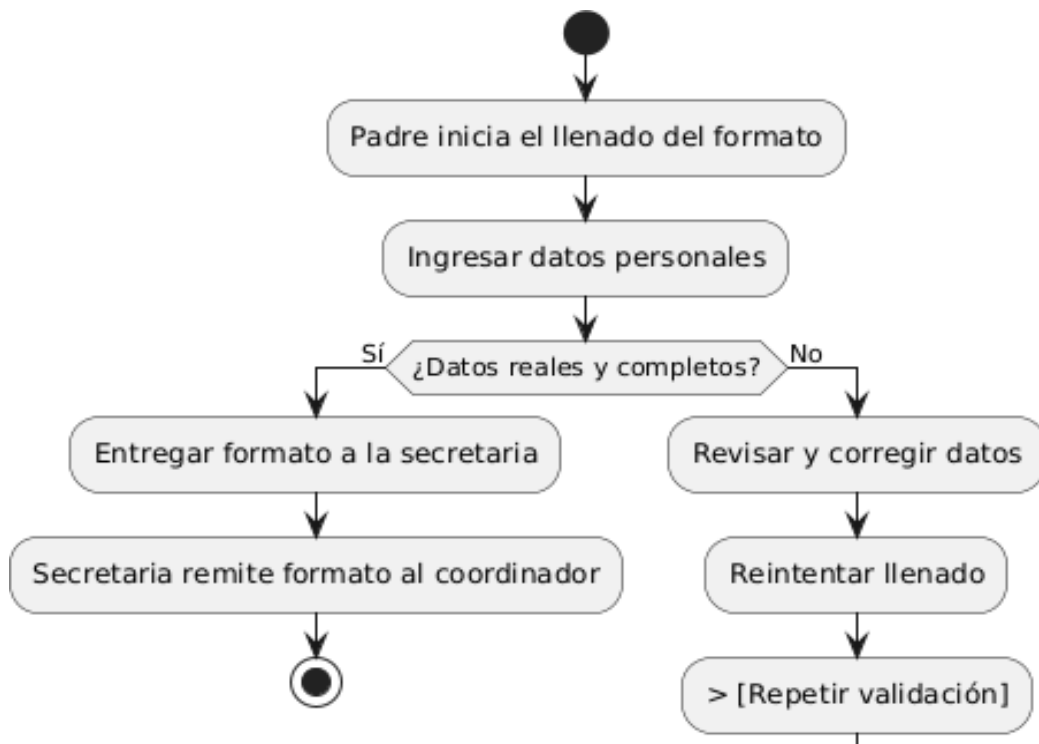 Padre inicia el llenado del formato
Ingresar datos personales
Sí
¿Datos reales y completos?
No
Entregar formato a la secretaria
Revisar y corregir datos
Secretaria remite formato al coordinador
Reintentar llenado
> [Repetir validación]